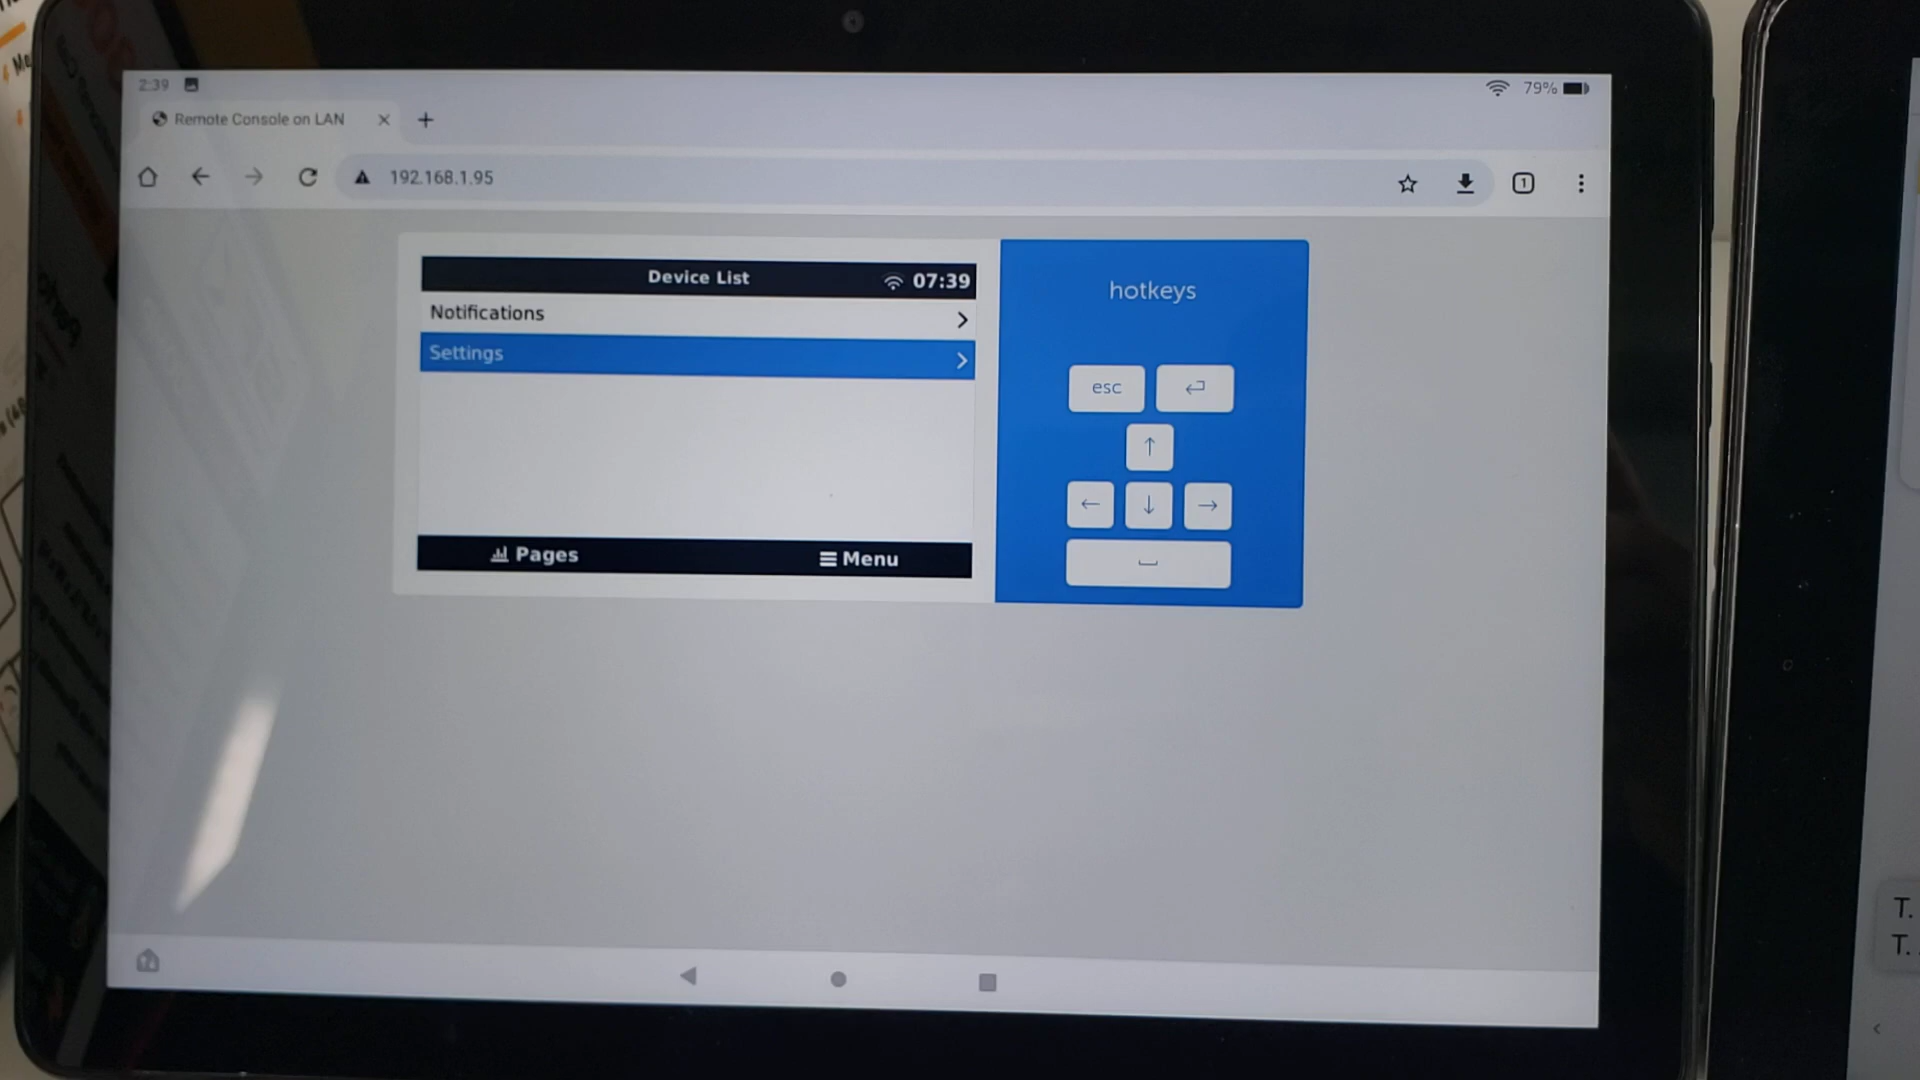 2:39
79%
Remote Console on LAN
192.168.1.95
Device List 07:39
Notifications
Settings
Pages Menu
hotkeys
esc
T.
T.